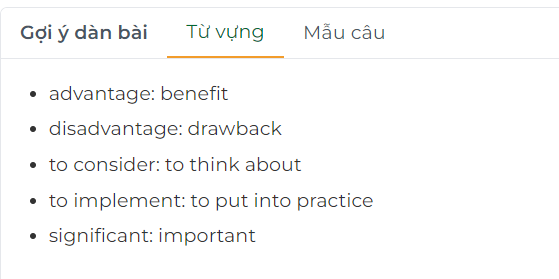 Gợi ý dàn bài Từ vựng Mẫu câu
advantage: benefit
disadvantage: drawback
to consider: to think about
to implement: to put into practice
significant: important